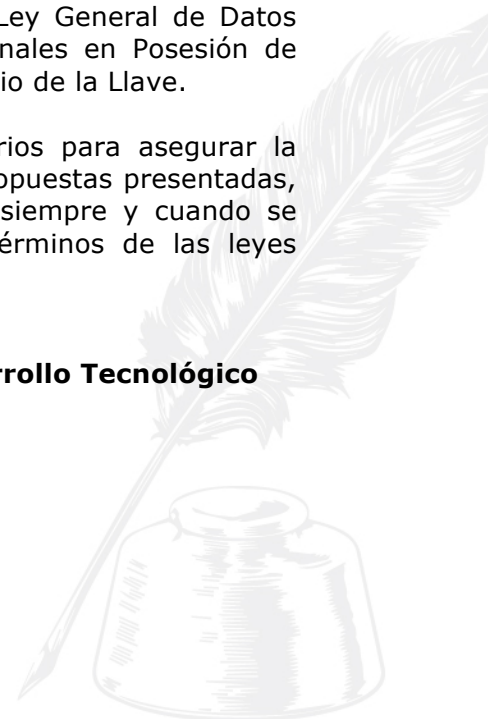 Ley General de Datos
nales en Posesión de
io de la Llave.
rios para asegurar la
opuestas presentadas,
siempre y cuando se
érminos de las leyes
rrollo Tecnológico